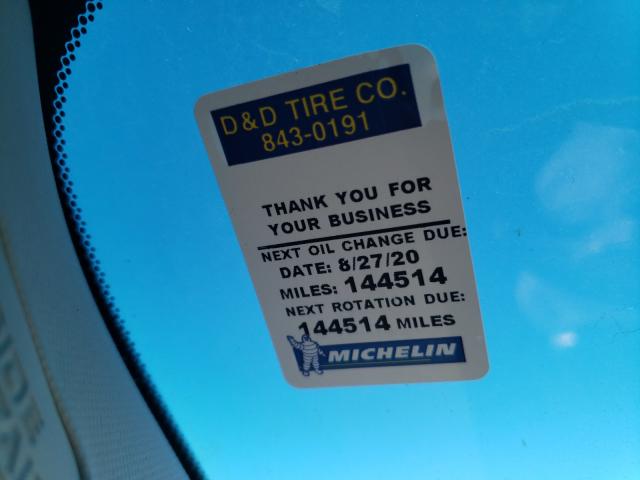 D&D TIRE CO.
843-0191
THANK YOU FOR
YOUR BUSINESS
NEXT OIL CHANGE DUE:
DATE: 8/27/20
MILES: 144514
NEXT ROTATION DUE:
144514 MILES
MICHELIN